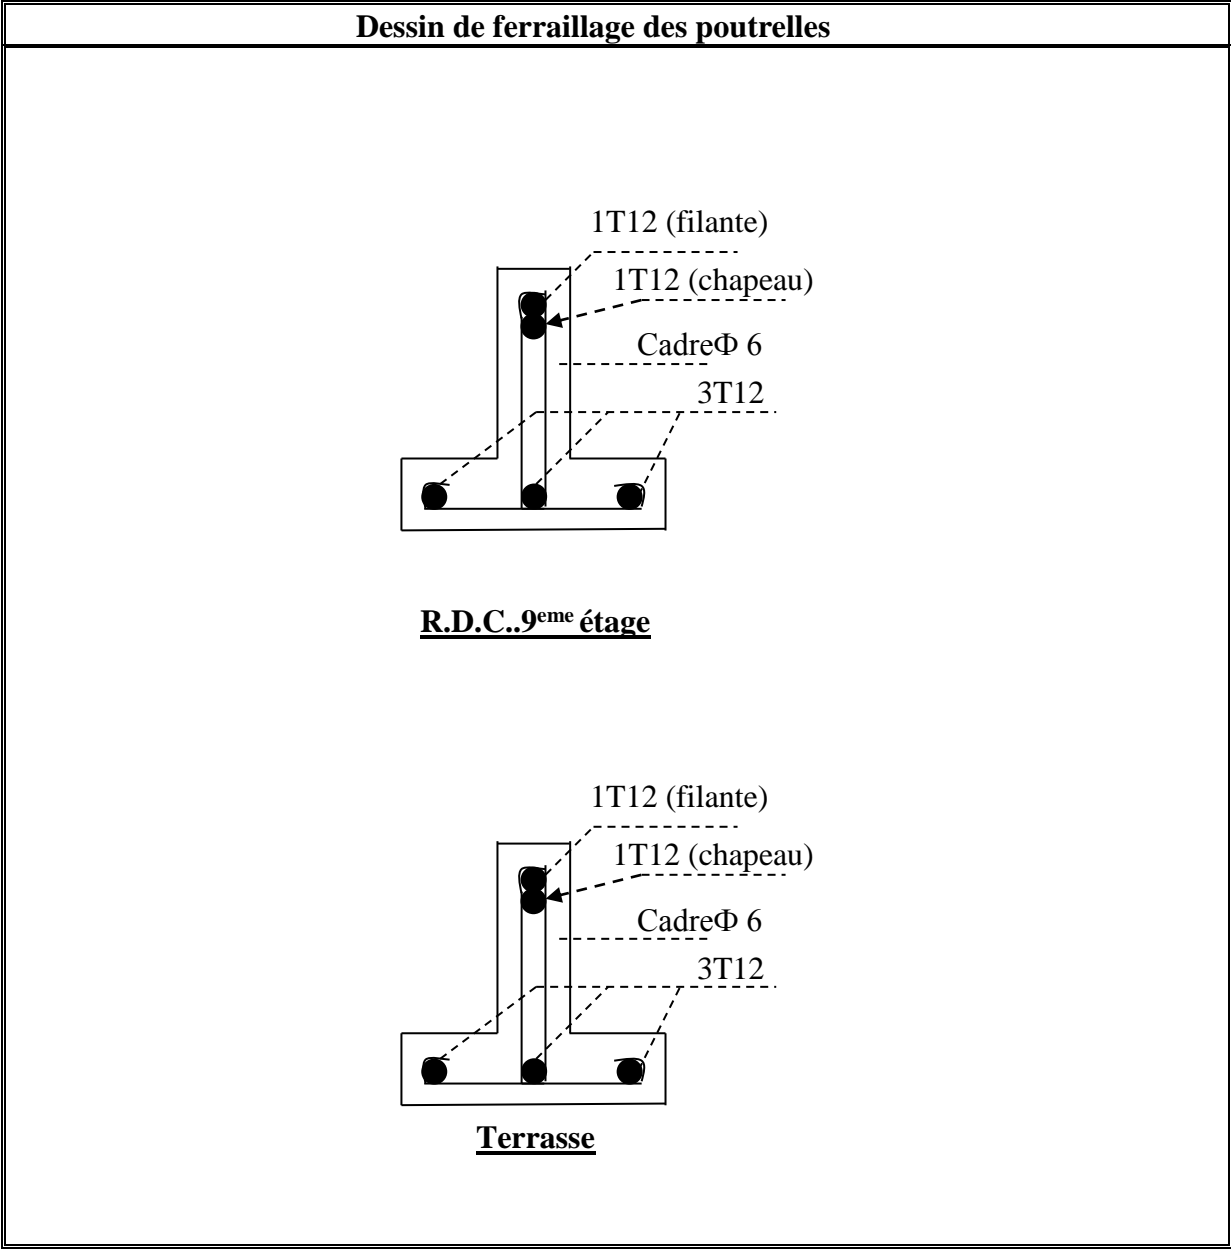 Dessin de ferraillage des poutrelles
1T12 (filante)
1T12 (chapeau)
CadreΦ 6
3T12
R.D.C..9eme étage
1T12 (filante)
1T12 (chapeau)
CadreΦ 6
3T12
Terrasse